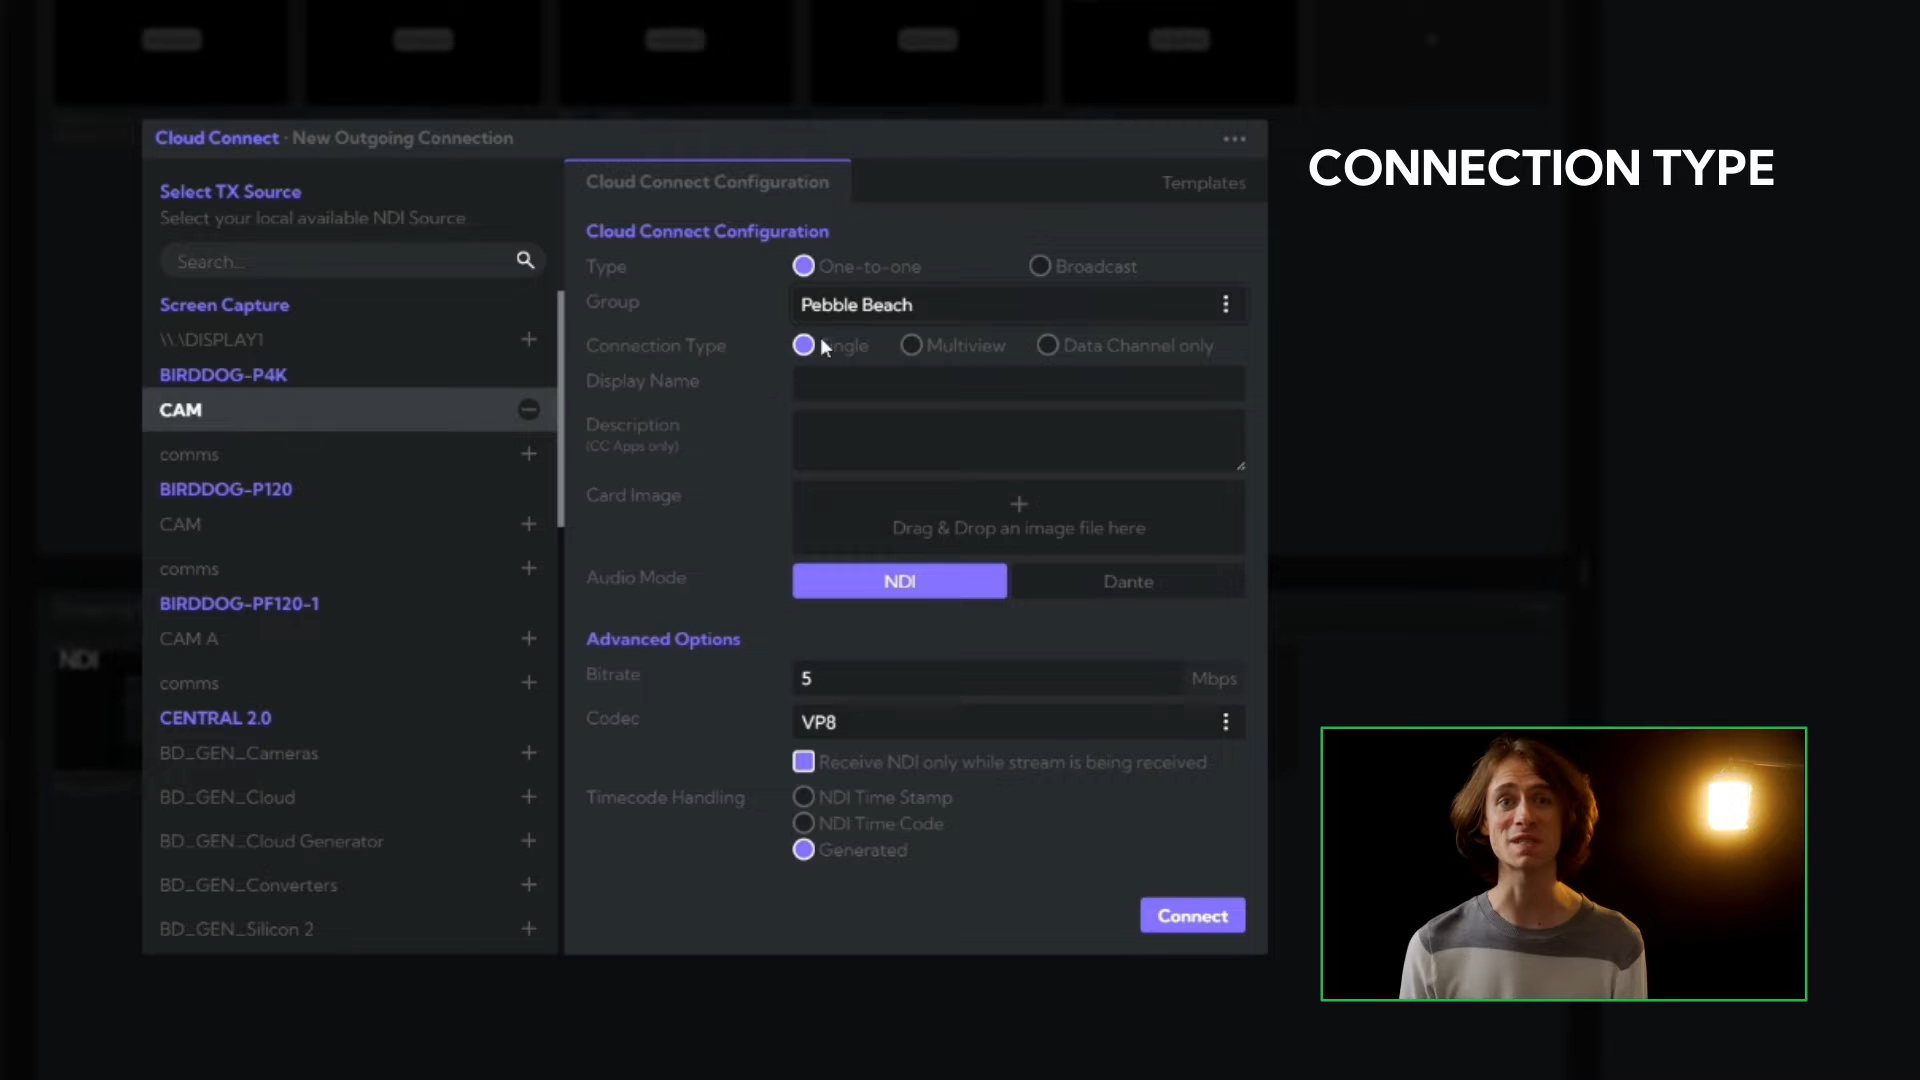 CONNECTION TYPE
Cloud Connect · New Outgoing Connection
Select TX Source
Select your local available NDI Source
Search...
Screen Capture
\\.\DISPLAY1
BIRDDOG-P4K
CAM
comms
BIRDDOG-P120
CAM
comms
BIRDDOG-PF120-1
CAM A
comms
CENTRAL 2.0
BD_GEN_Cameras
BD_GEN_Cloud
BD_GEN_Cloud Generator
BD_GEN_Converters
BD_GEN_Silicon 2
Cloud Connect Configuration
Templates
Cloud Connect Configuration
Type
One-to-one
Broadcast
Group
Pebble Beach
Connection Type
Multiview
Data Channel only
Display Name
Description
(CC Apps only)
Card Image
Drag & Drop an image file here
Audio Mode
NDI
Dante
Advanced Options
Bitrate
5
Mbps
Codec
VP8
Receive NDI only while stream is being received
Timecode Handling
NDI Time Stamp
NDI Time Code
Generated
Connect
NDI